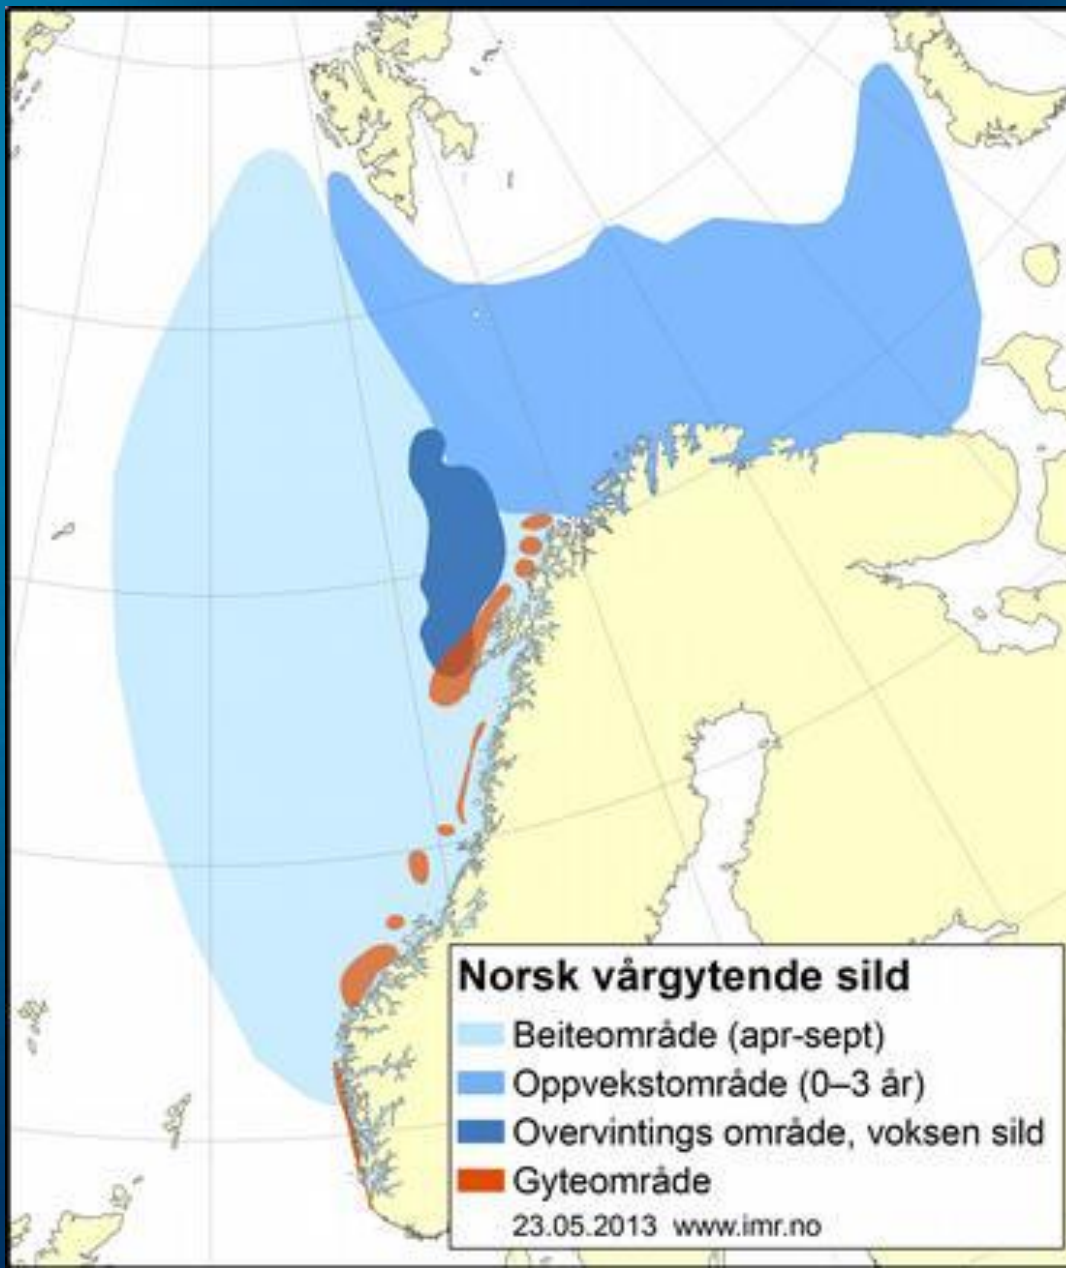 Norsk vårgytende sild
Beiteområde (apr-sept)
Oppvekstområde (0–3 år)
Overvintings område, voksen sild
Gyteområde
23.05.2013 www.imr.no